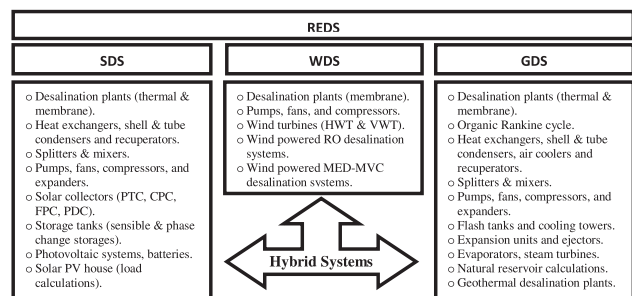 REDS
SDS
o Desalination plants (thermal &
membrane).
o Heat exchangers, shell & tube
condensers and recuperators.
o Splitters & mixers.
o Pumps, fans, compressors, and
expanders.
o Solar collectors (PTC, CPC,
FPC, PDC).
o Storage tanks (sensible & phase
change storages).
o Photovoltaic systems, batteries.
o Solar PV house (load
calculations).
WDS
o Desalination plants (membrane).
o Pumps, fans, and compressors.
o Wind turbines (HWT & VWT).
o Wind powered RO desalination
systems.
o Wind powered MED-MVC
desalination systems.
Hybrid Systems
GDS
o Desalination plants (thermal &
membrane).
o Organic Rankine cycle.
o Heat exchangers, shell & tube
condensers, air coolers and
recuperators.
o Splitters & mixers.
o Pumps, fans, compressors, and
expanders.
o Flash tanks and cooling towers.
o Expansion units and ejectors.
o Evaporators, steam turbines.
o Natural reservoir calculations.
o Geothermal desalination plants.